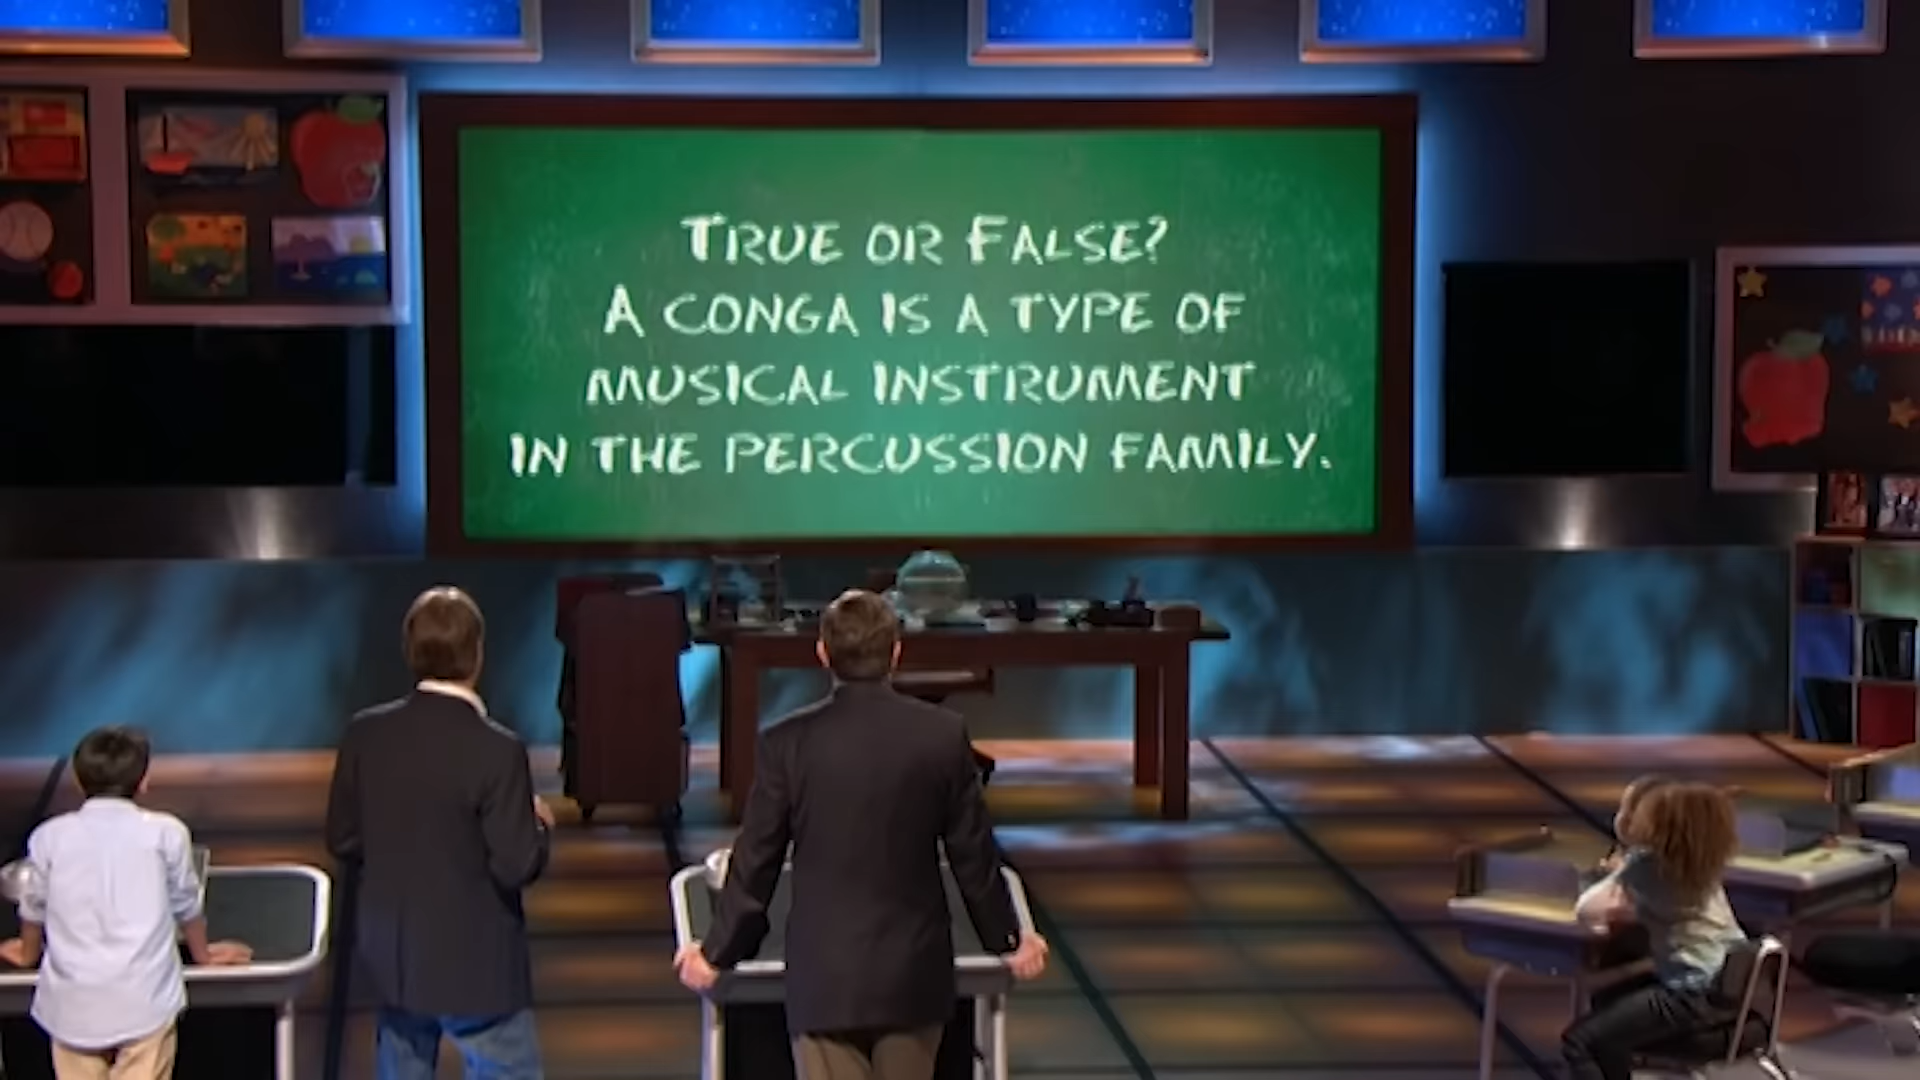 TRUE OR FALSE?
A CONGA IS A TYPE OF
MUSICAL INSTRUMENT
IN THE PERCUSSION FAMILY.